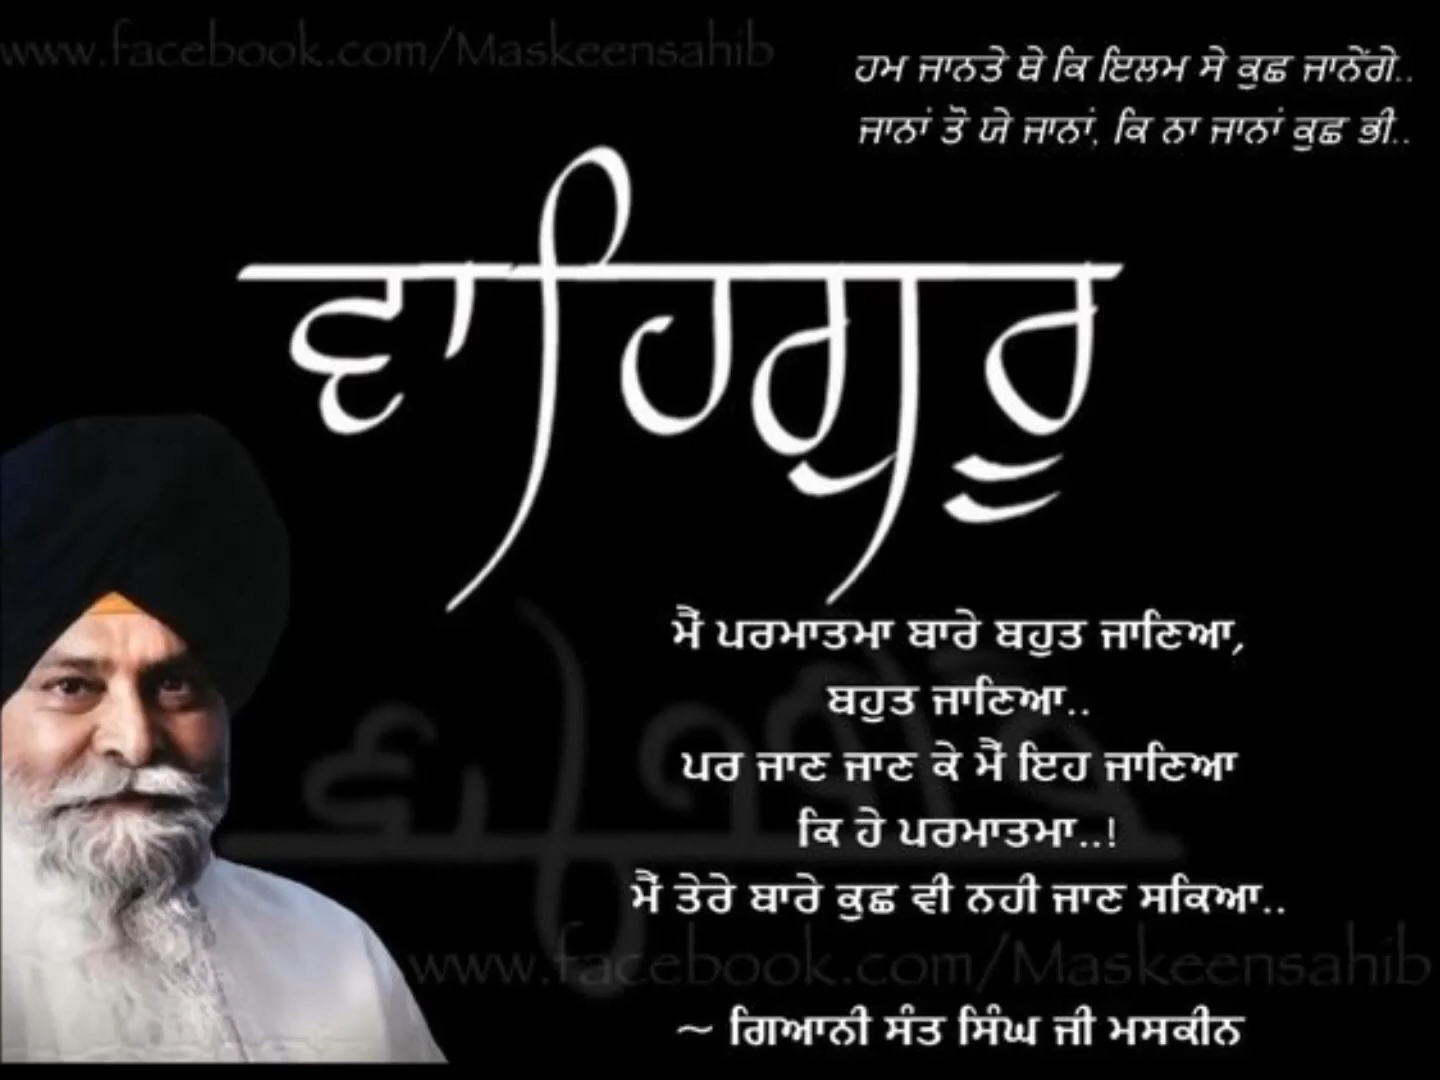 www.facebook.com/Maskeensahib
ਹਮ ਜਾਨਤੇ ਥੇ ਕਿ ਇਲਮ ਸੇ ਕੁਛ ਜਾਨੇਂਗੇ..
ਜਾਨਾਂ ਤੋ ਯੇ ਜਾਨਾਂ, ਕਿ ਨਾ ਜਾਨਾਂ ਕੁਛ ਭੀ..
ਵਾਹਿਗੁਰੂ
ਮੈਂ ਪਰਮਾਤਮਾ ਬਾਰੇ ਬਹੁਤ ਜਾਣਿਆ,
ਬਹੁਤ ਜਾਣਿਆ..
ਪਰ ਜਾਣ ਜਾਣ ਕੇ ਮੈਂ ਇਹ ਜਾਣਿਆ
ਕਿ ਹੇ ਪਰਮਾਤਮਾ..!
ਮੈਂ ਤੇਰੇ ਬਾਰੇ ਕੁਛ ਵੀ ਨਹੀ ਜਾਣ ਸਕਿਆ..
www.facebook.com/Maskeensahib
~ ਗਿਆਨੀ ਸੰਤ ਸਿੰਘ ਜੀ ਮਸਕੀਨ